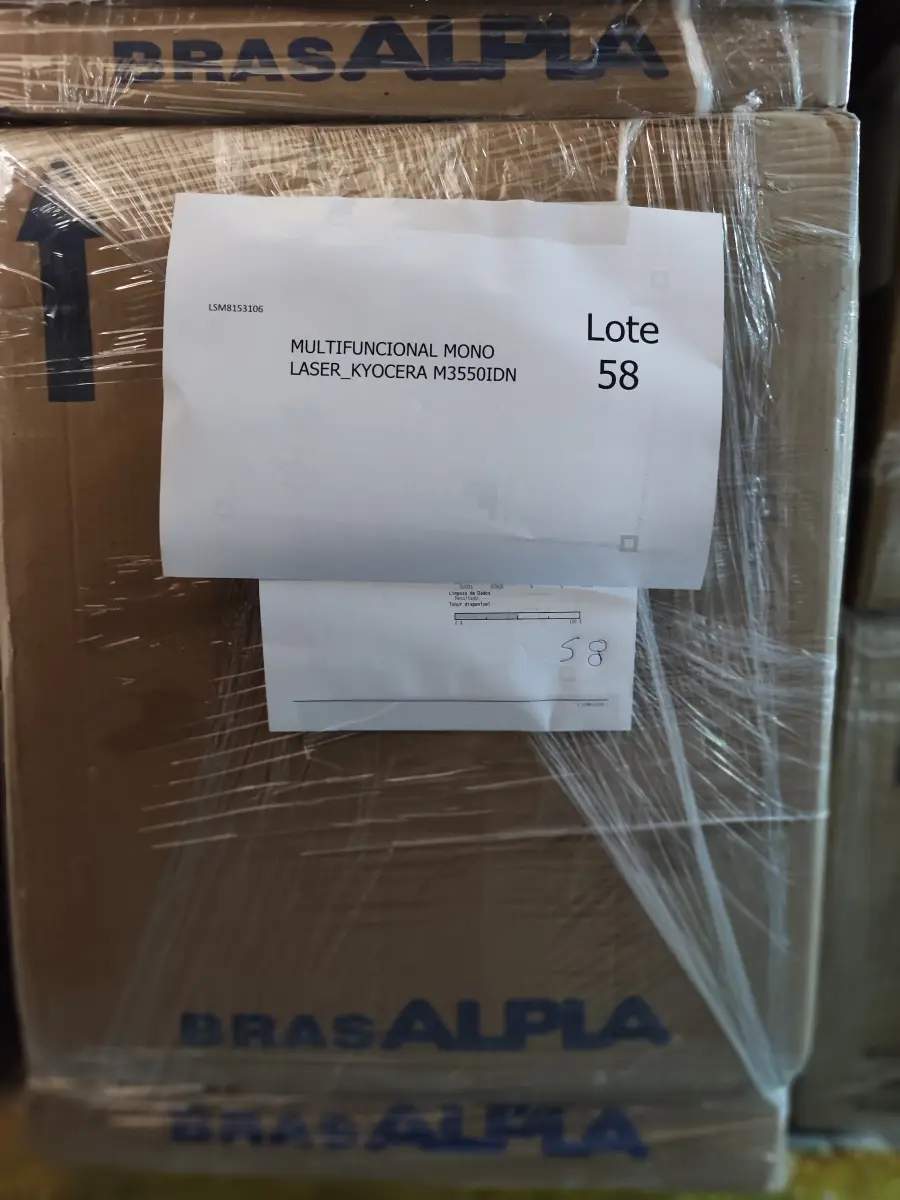 BRASALPLA
LSM8153106
Lote
58
MULTIFUNCIONAL MONO
LASER_KYOCERA M3550IDN
Limpeza de Dados
Toner disponível
58
BRASALPLA
BRASALPLA